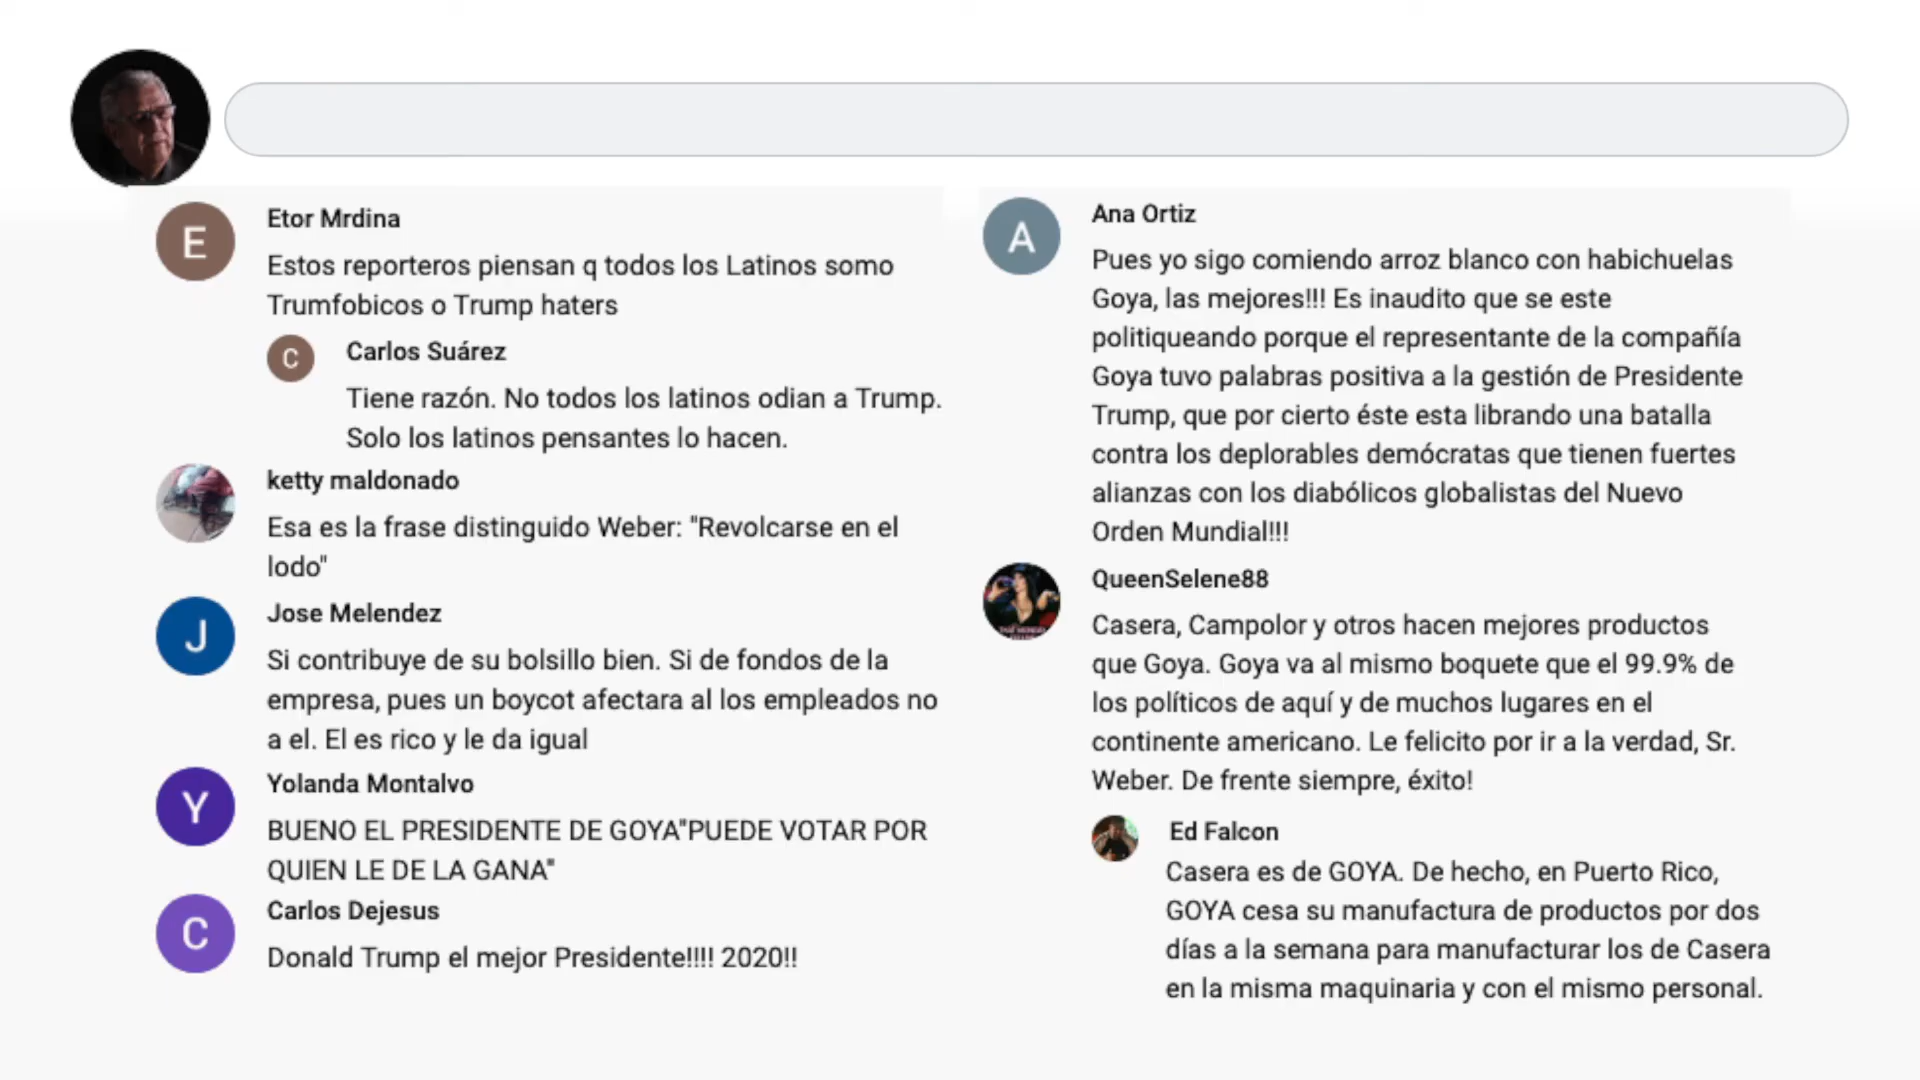 E
Etor Mrdina
Estos reporteros piensan q todos los Latinos somo
Trumfobicos o Trump haters
C
Carlos Suárez
Tiene razón. No todos los latinos odian a Trump.
Solo los latinos pensantes lo hacen.
ketty maldonado
Esa es la frase distinguido Weber: "Revolcarse en el
lodo"
J
Jose Melendez
Si contribuye de su bolsillo bien. Si de fondos de la
empresa, pues un boycot afectara al los empleados no
a el. El es rico y le da igual
Y
Yolanda Montalvo
BUENO EL PRESIDENTE DE GOYA"PUEDE VOTAR POR
QUIEN LE DE LA GANA"
C
Carlos Dejesus
Donald Trump el mejor Presidente!!!! 2020!!
A
Ana Ortiz
Pues yo sigo comiendo arroz blanco con habichuelas
Goya, las mejores!!! Es inaudito que se este
politiqueando porque el representante de la compañía
Goya tuvo palabras positiva a la gestión de Presidente
Trump, que por cierto éste esta librando una batalla
contra los deplorables demócratas que tienen fuertes
alianzas con los diabólicos globalistas del Nuevo
Orden Mundial!!!
QueenSelene88
Casera, Campolor y otros hacen mejores productos
que Goya. Goya va al mismo boquete que el 99.9% de
los políticos de aquí y de muchos lugares en el
continente americano. Le felicito por ir a la verdad, Sr.
Weber. De frente siempre, éxito!
Ed Falcon
Casera es de GOYA. De hecho, en Puerto Rico,
GOYA cesa su manufactura de productos por dos
días a la semana para manufacturar los de Casera
en la misma maquinaria y con el mismo personal.